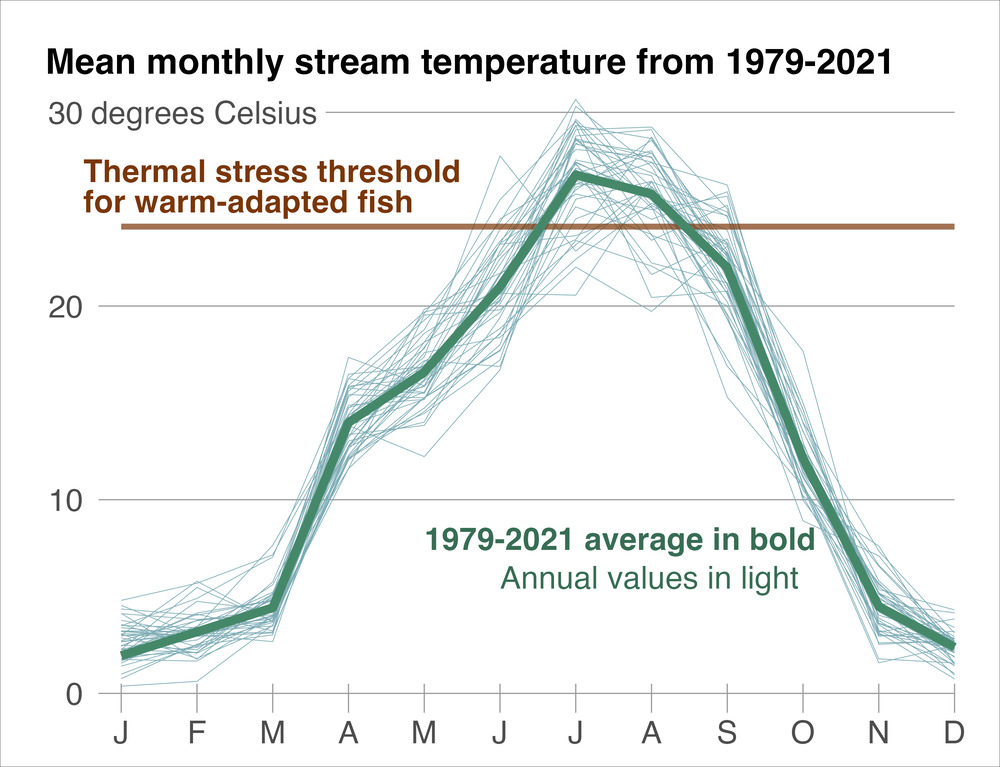 Mean monthly stream temperature from 1979-2021
30 degrees Celsius
Thermal stress threshold
for warm-adapted fish
20
10
1979-2021 average in bold
Annual values in light
0
J F M A M J J A S O N D